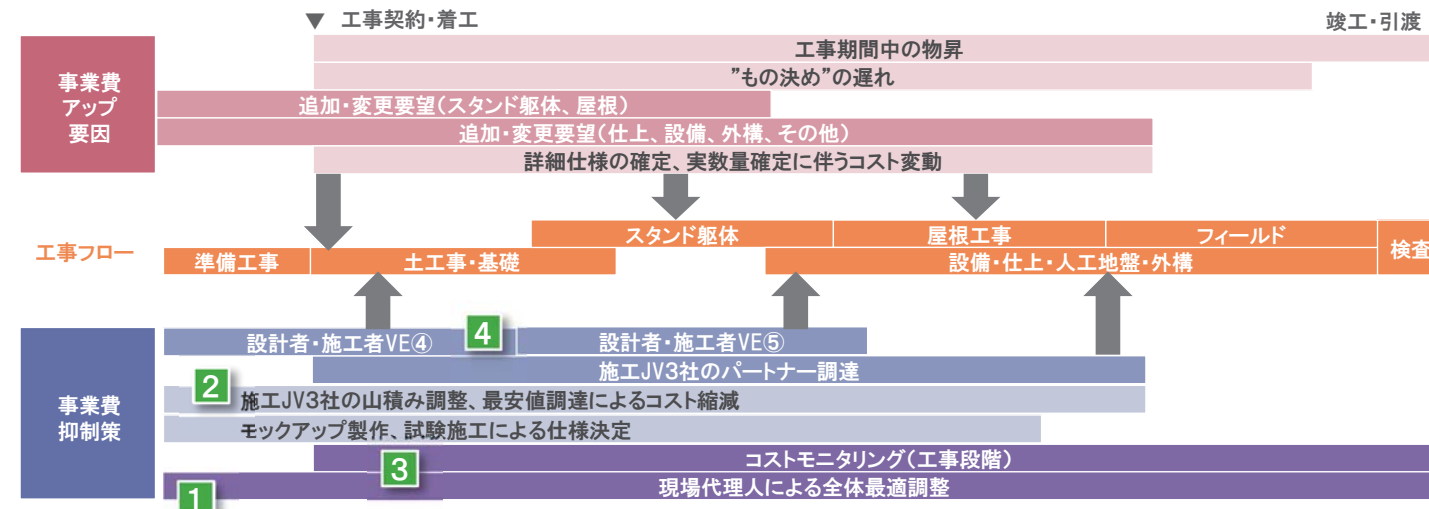 ▼ 工事契約・着工
竣工・引渡
事業費
アップ
要因
工事期間中の物昇
”もの決め”の遅れ
追加・変更要望(スタンド躯体、屋根)
追加・変更要望(仕上、設備、外構、その他)
詳細仕様の確定、実数量確定に伴うコスト変動
工事フロー
スタンド躯体
屋根工事
フィールド
検査
準備工事
土工事・基礎
設備・仕上・人工地盤・外構
事業費
抑制策
設計者・施工者VE④
4
設計者・施工者VE⑤
施工JV3社のパートナー調達
2
施工JV3社の山積み調整、最安値調達によるコスト縮減
モックアップ製作、試験施工による仕様決定
コストモニタリング(工事段階)
3
現場代理人による全体最適調整
1